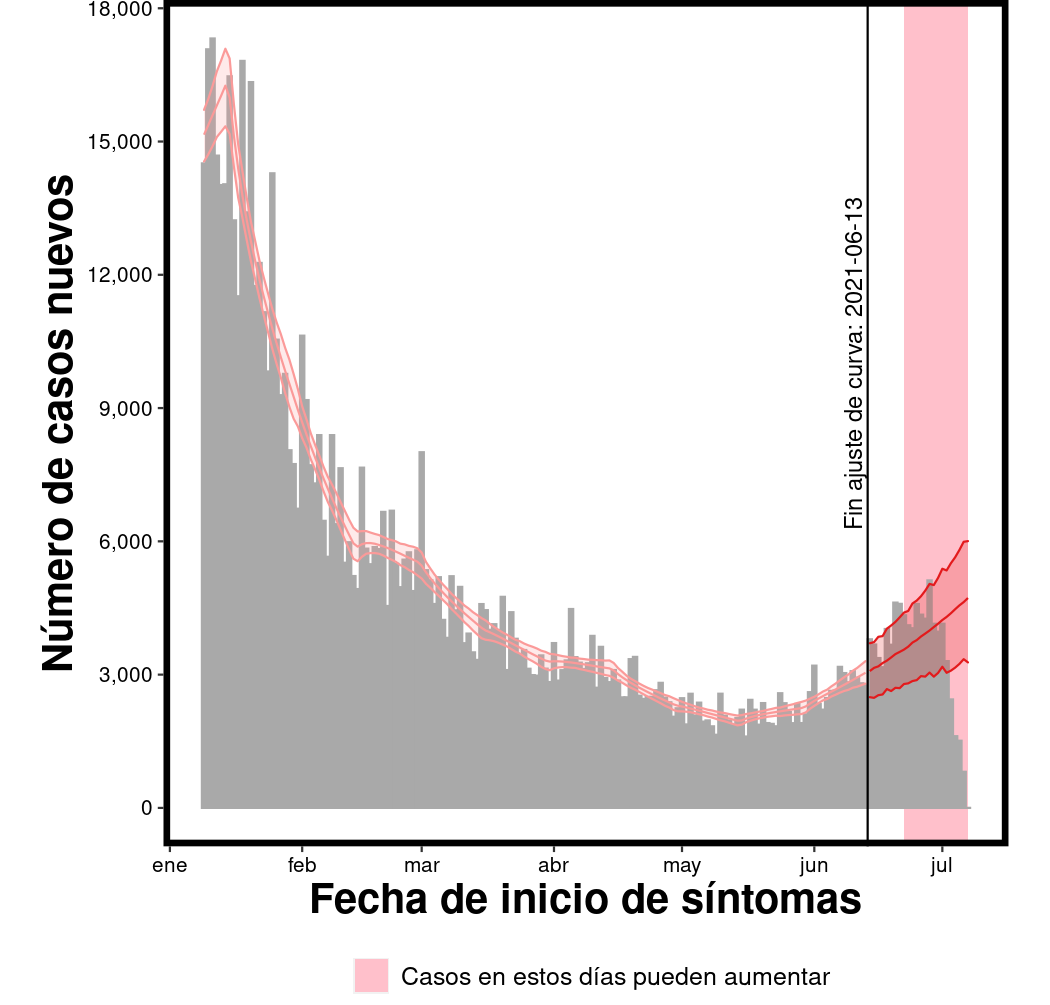 18,000
15,000
12,000
9,000
6,000
3,000
0
Número de casos nuevos
Fin ajuste de curva: 2021-06-13
ene feb mar abr may jun jul
Fecha de inicio de síntomas
Casos en estos días pueden aumentar